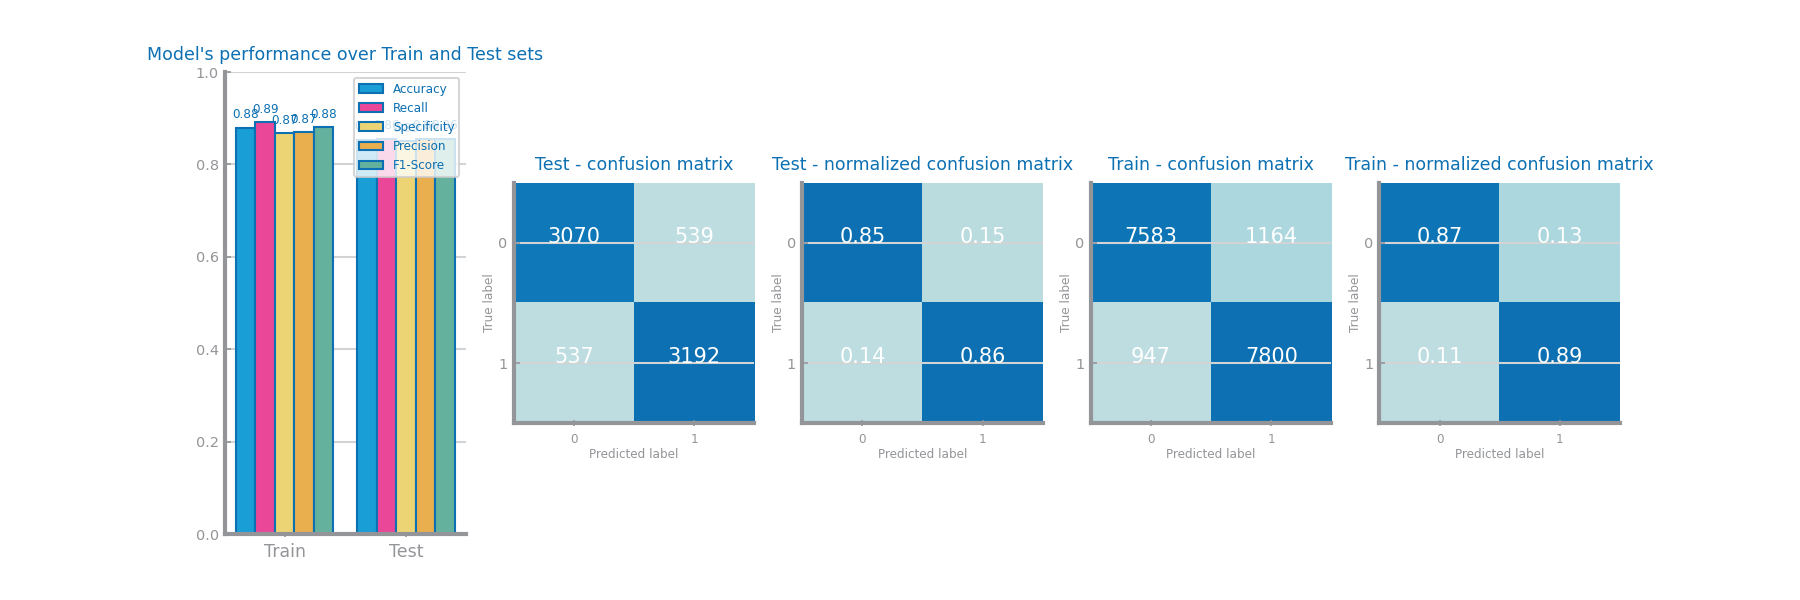 Model's performance over Train and Test sets
1.0
0.8
0.6
0.4
0.2
0.0
0.88
0.89
0.87
0.87
0.88
Accuracy
Recall
Specificity
Precision
F1-Score
Train
Test
Test - confusion matrix
3070
539
537
3192
0
1
True label
0
1
Predicted label
Test - normalized confusion matrix
0.85
0.15
0.14
0.86
0
1
True label
0
1
Predicted label
Train - confusion matrix
7583
1164
947
7800
0
1
True label
0
1
Predicted label
Train - normalized confusion matrix
0.87
0.13
0.11
0.89
0
1
True label
0
1
Predicted label